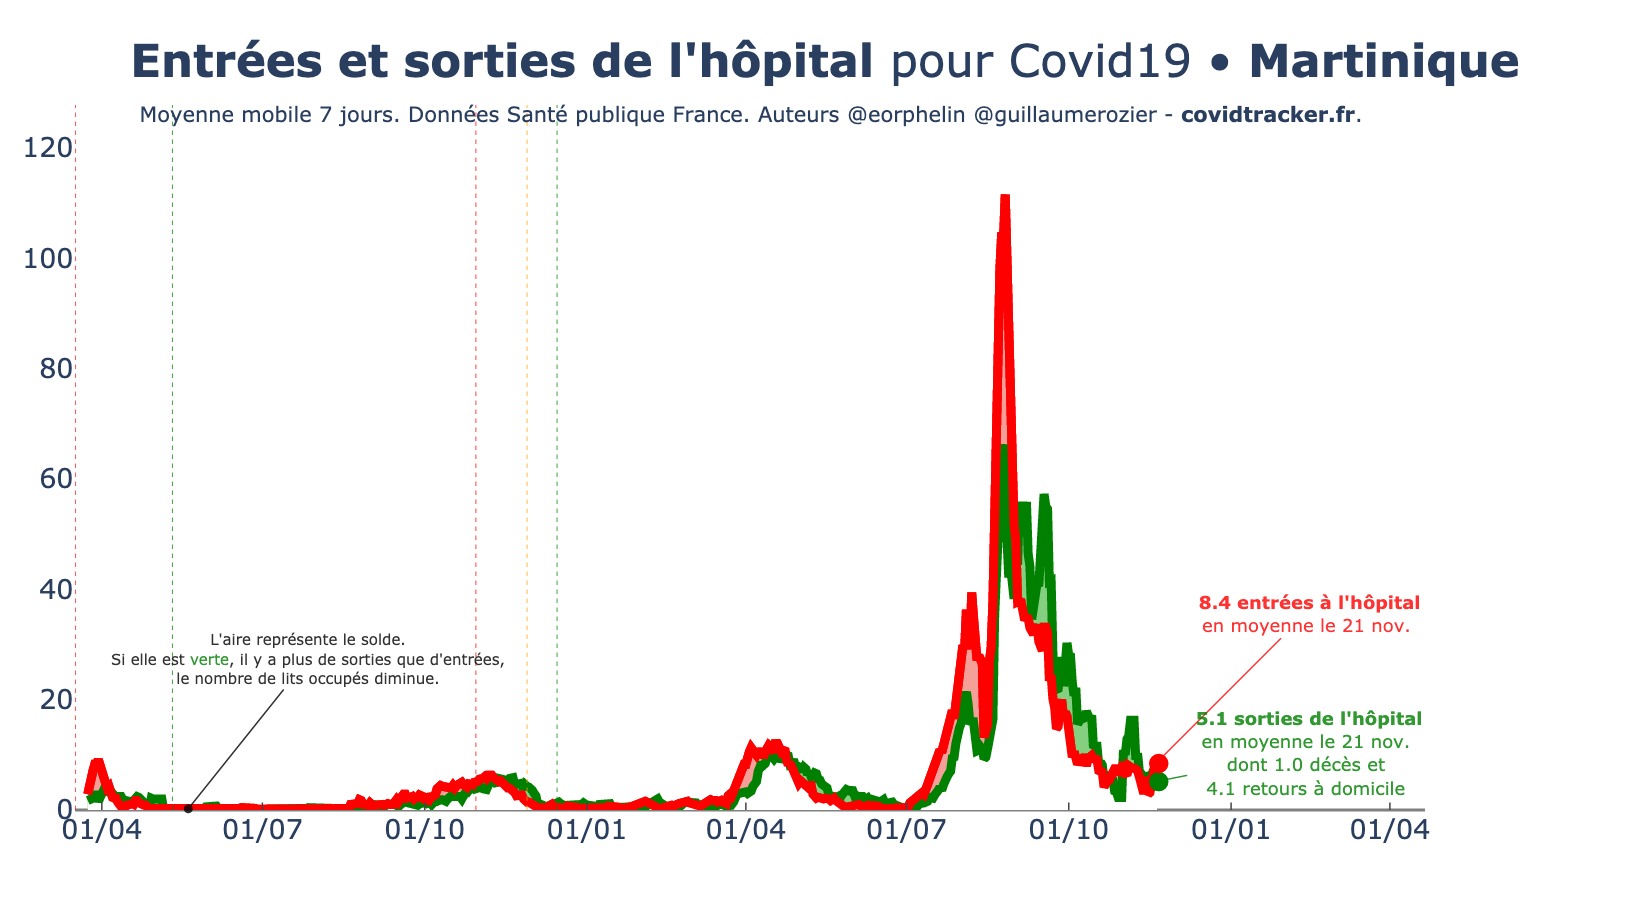 Entrées et sorties de l'hôpital pour Covid19 • Martinique
Moyenne mobile 7 jours. Données Santé publique France. Auteurs @eorphelin @guillaumerozier - covidtracker.fr.
120
100
80
60
40
20
0
L'aire représente le solde.
Si elle est verte, il y a plus de sorties que d'entrées,
le nombre de lits occupés diminue.
8.4 entrées à l'hôpital
en moyenne le 21 nov.
5.1 sorties de l'hôpital
en moyenne le 21 nov.
dont 1.0 décès et
4.1 retours à domicile
01/04 01/07 01/10 01/01 01/04 01/07 01/10 01/01 01/04